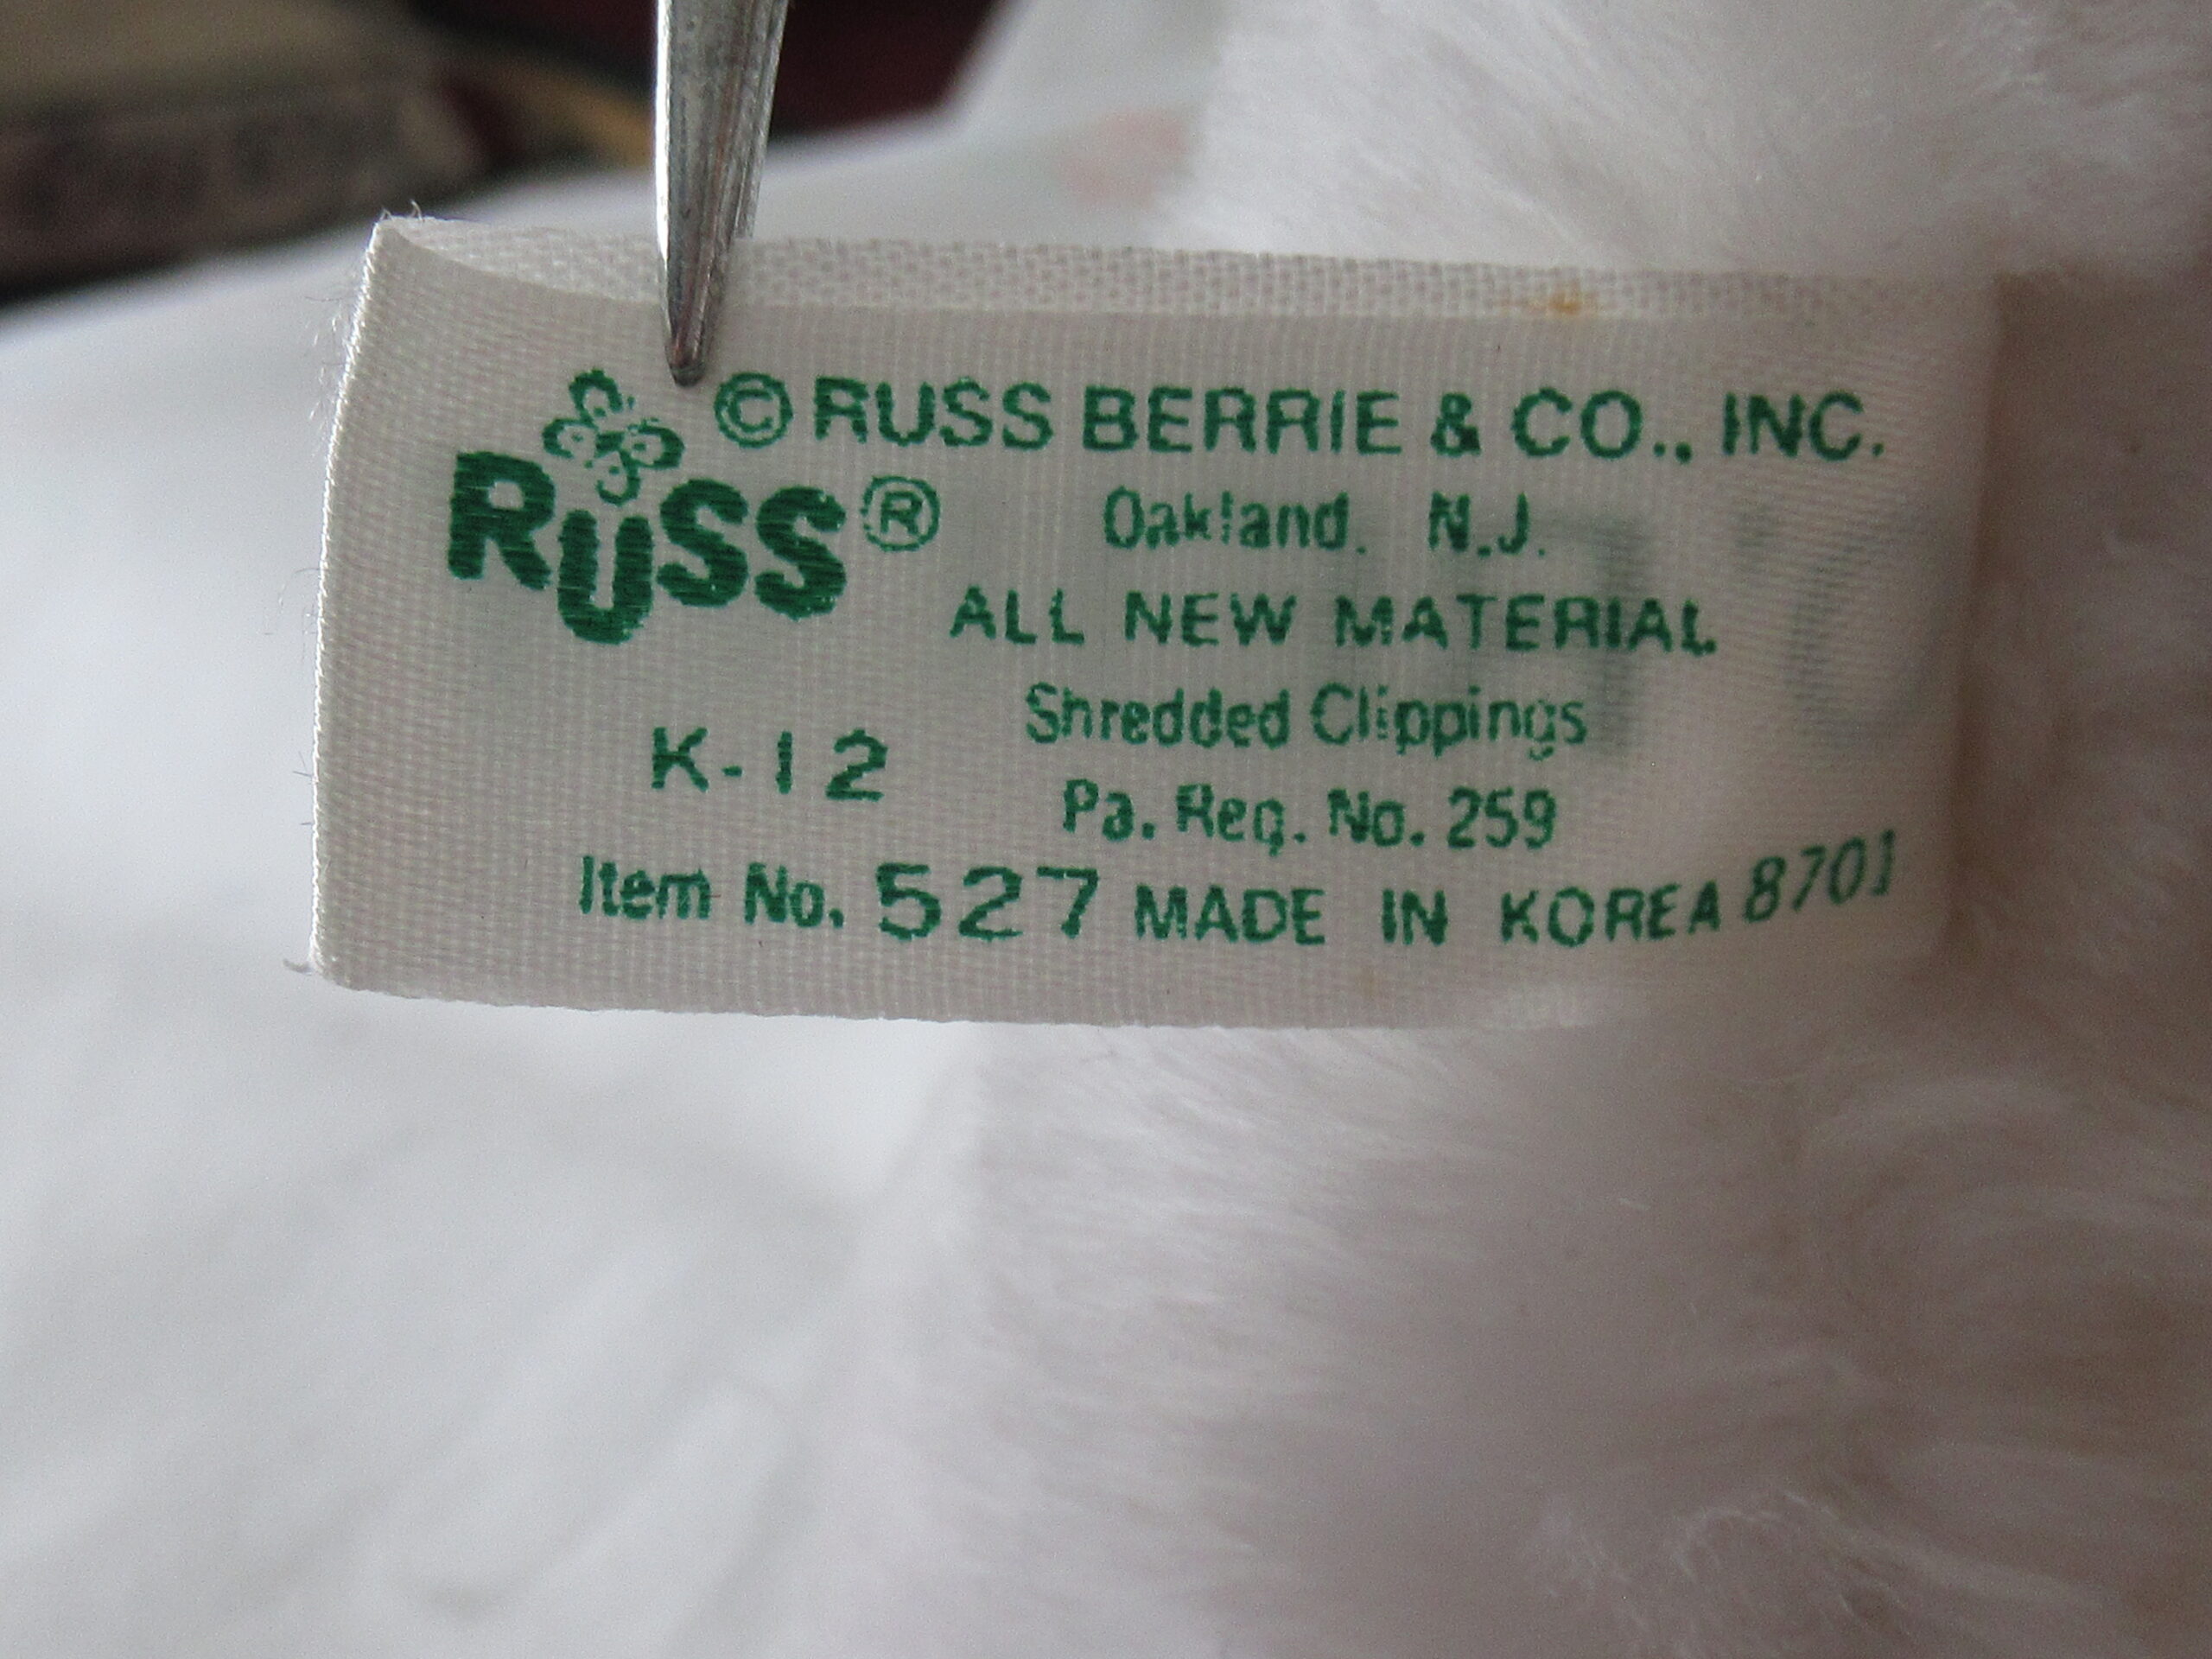 © RUSS BERRIE & CO., INC.
RUSS®
Oakland, N.J.
ALL NEW MATERIAL
Shredded Clippings
K-12
Pa. Reg. No. 259
Item No. 527 MADE IN KOREA 8701